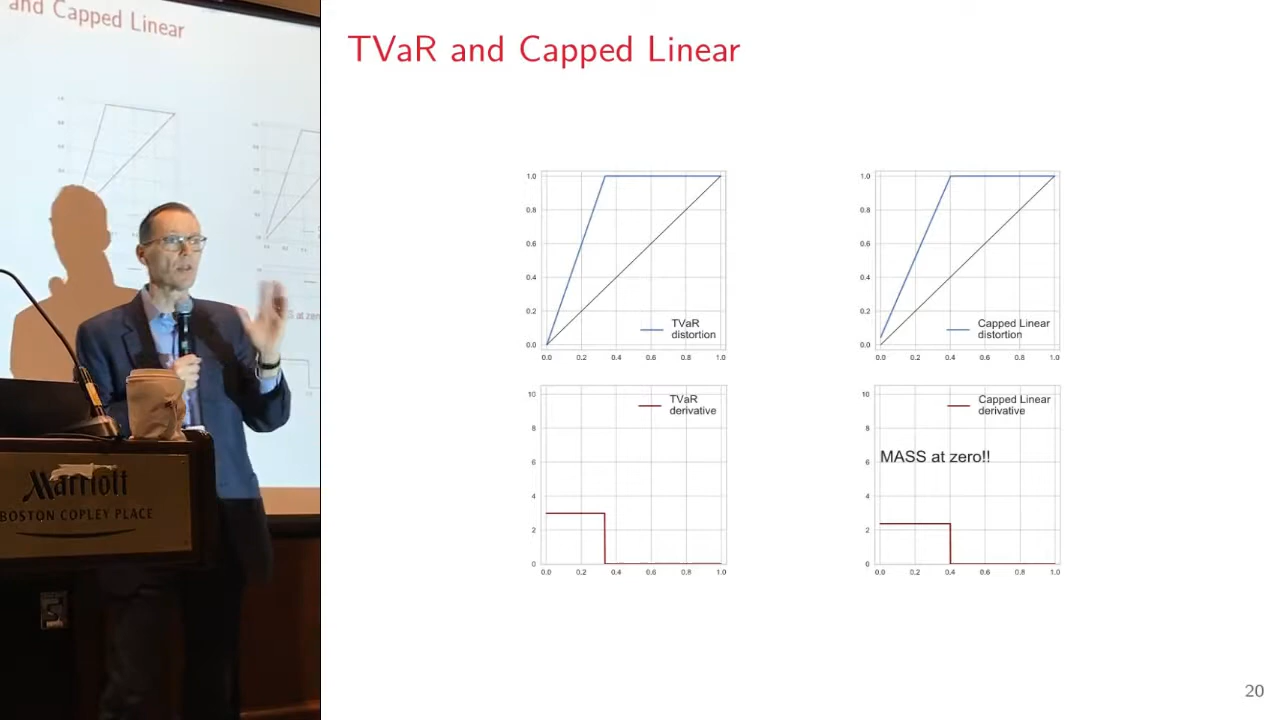 and Capped Linear
Marriott
BOSTON COPLEY PLACE
TVaR and Capped Linear
1.0
0.8
0.6
0.4
0.2
0.0
0.0 0.2 0.4 0.6 0.8 1.0
TVaR
distortion
1.0
0.8
0.6
0.4
0.2
0.0
0.0 0.2 0.4 0.6 0.8 1.0
Capped Linear
distortion
10
8
6
4
2
0
0.0 0.2 0.4 0.6 0.8 1.0
TVaR
derivative
10
8
6
4
2
0
0.0 0.2 0.4 0.6 0.8 1.0
Capped Linear
derivative
MASS at zero!!
20